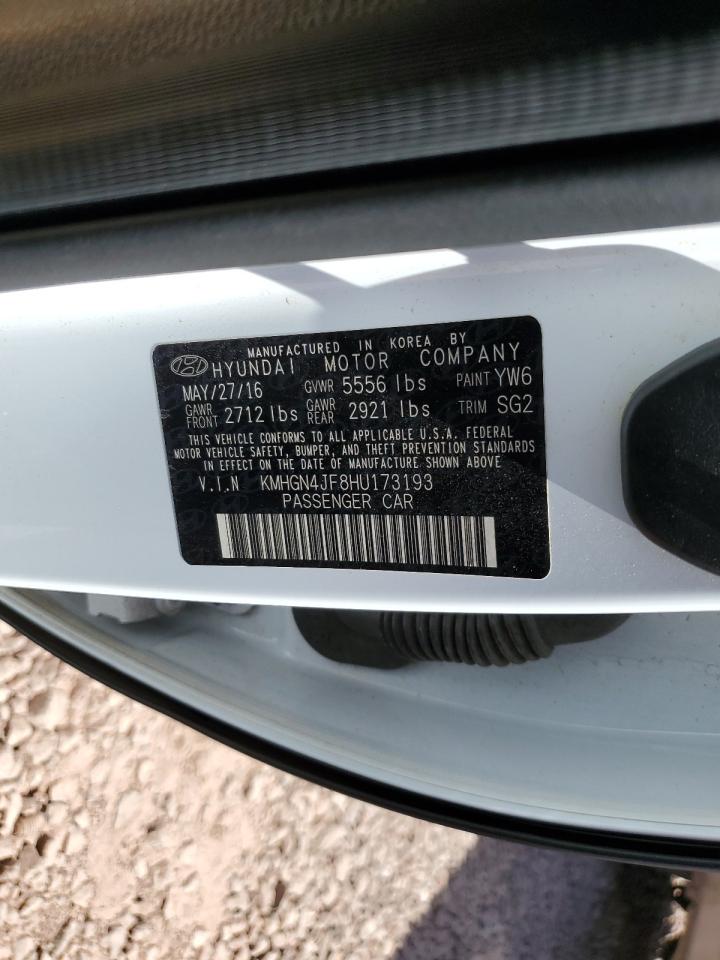 MANUFACTURED IN KOREA BY
HYUNDAI MOTOR COMPANY
MAY/27/16 GVWR 5556 lbs PAINT YW6
GAWR FRONT 2712 lbs GAWR REAR 2921 lbs TRIM SG2
THIS VEHICLE CONFORMS TO ALL APPLICABLE U.S.A. FEDERAL
MOTOR VEHICLE SAFETY, BUMPER, AND THEFT PREVENTION STANDARDS
IN EFFECT ON THE DATE OF MANUFACTURE SHOWN ABOVE
V.I.N KMHGN4JF8HU173193
PASSENGER CAR